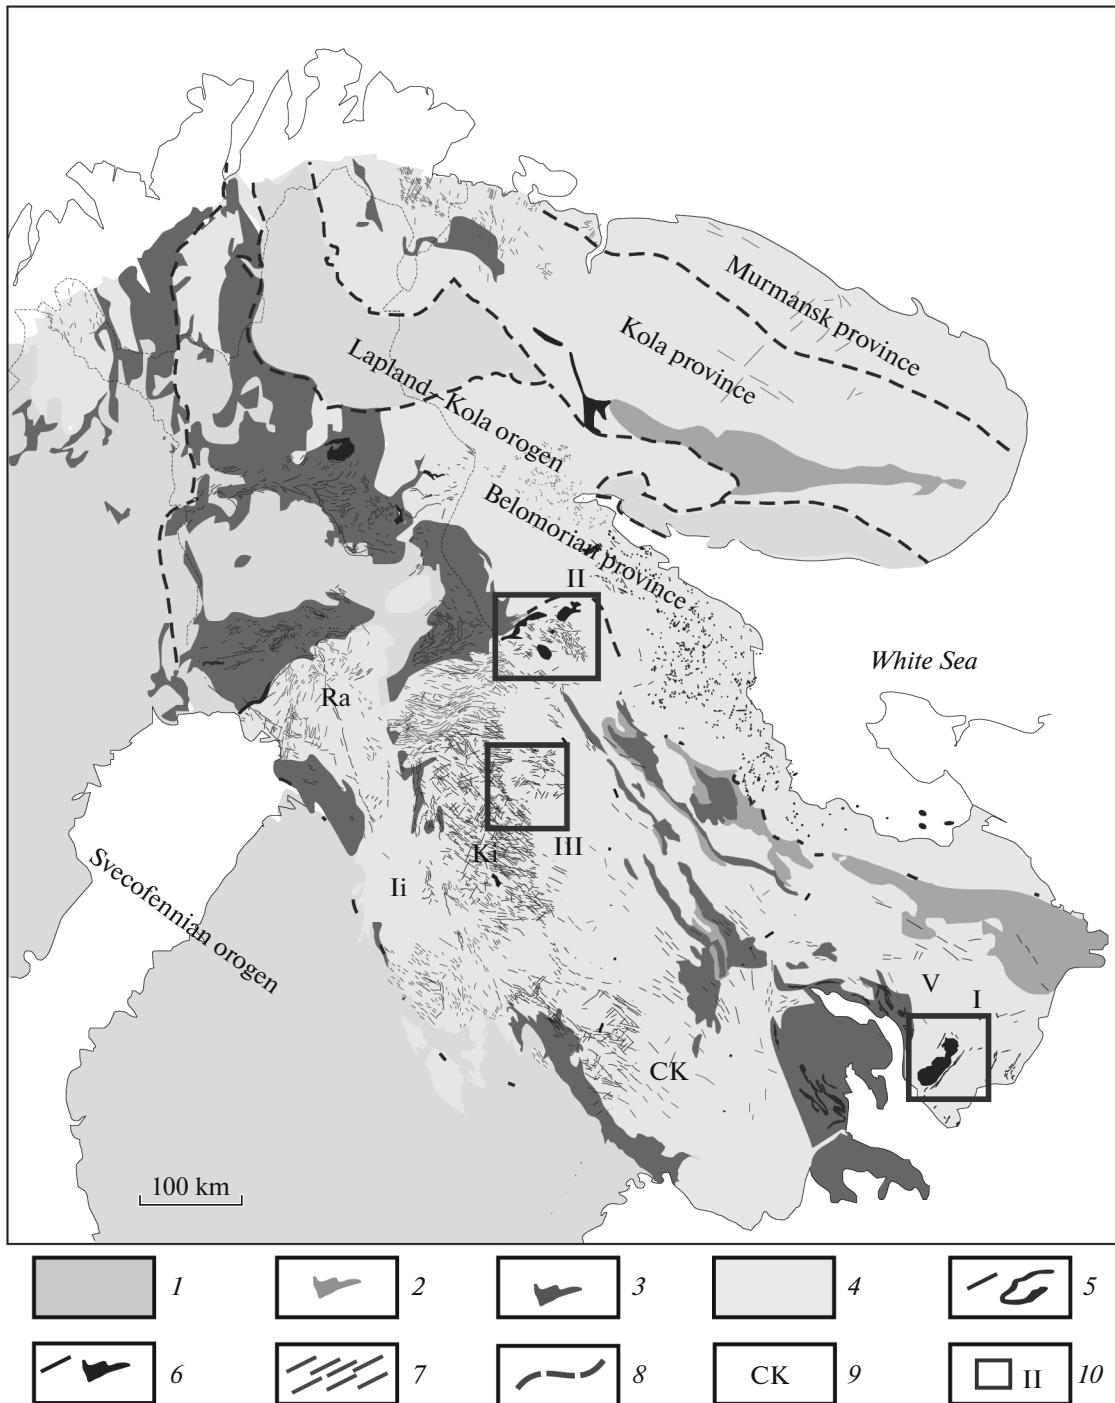 Murmansk province
Kola province
Lapland–Kola orogen
Belomorian province
II
White Sea
Ra
Ki
III
Ii
Svecofennian orogen
V
I
CK
100 km
1
2
3
4
5
6
7
8
CK 9
II 10